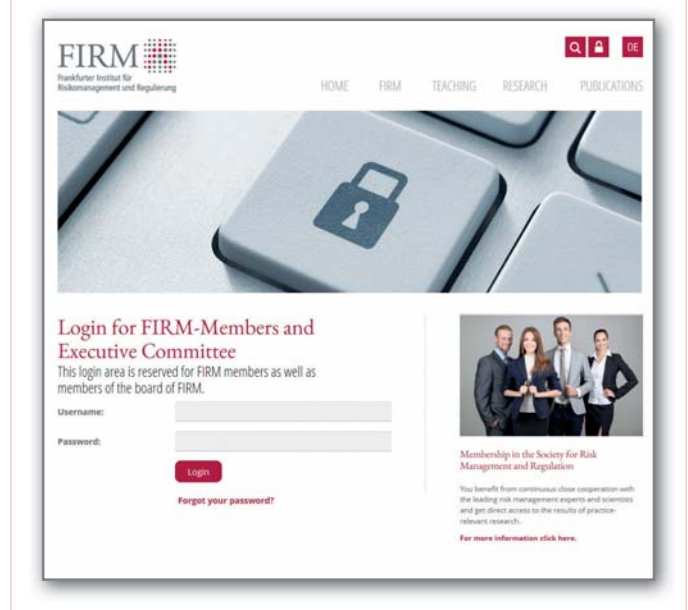 FIRM
Frankfurter Institut für
Risikomanagement und Regulierung
DE
HOME FIRM TEACHING RESEARCH PUBLICATIONS
Login for FIRM-Members and
Executive Committee
This login area is reserved for FIRM members as well as
members of the board of FIRM.
Username:
Password:
Login
Forgot your password?
Membership in the Society for Risk
Management and Regulation
You benefit from continuous close cooperation with
the leading risk management experts and scientists
and get direct access to the results of practice-
relevant research.
For more information click here.